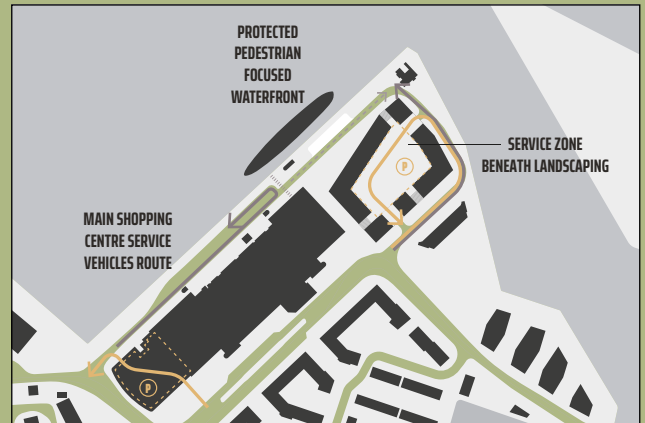 PROTECTED
PEDESTRIAN
FOCUSED
WATERFRONT
SERVICE ZONE
BENEATH LANDSCAPING
P
MAIN SHOPPING
CENTRE SERVICE
VEHICLES ROUTE
P